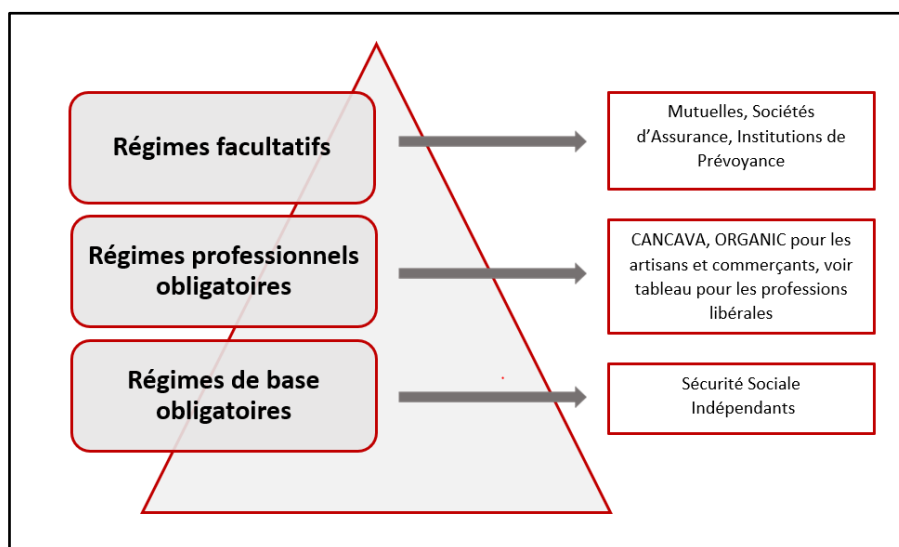 Régimes facultatifs
Mutuelles, Sociétés
d’Assurance, Institutions de
Prévoyance
Régimes professionnels
obligatoires
CANCAVA, ORGANIC pour les
artisans et commerçants, voir
tableau pour les professions
libérales
Régimes de base
obligatoires
Sécurité Sociale
Indépendants